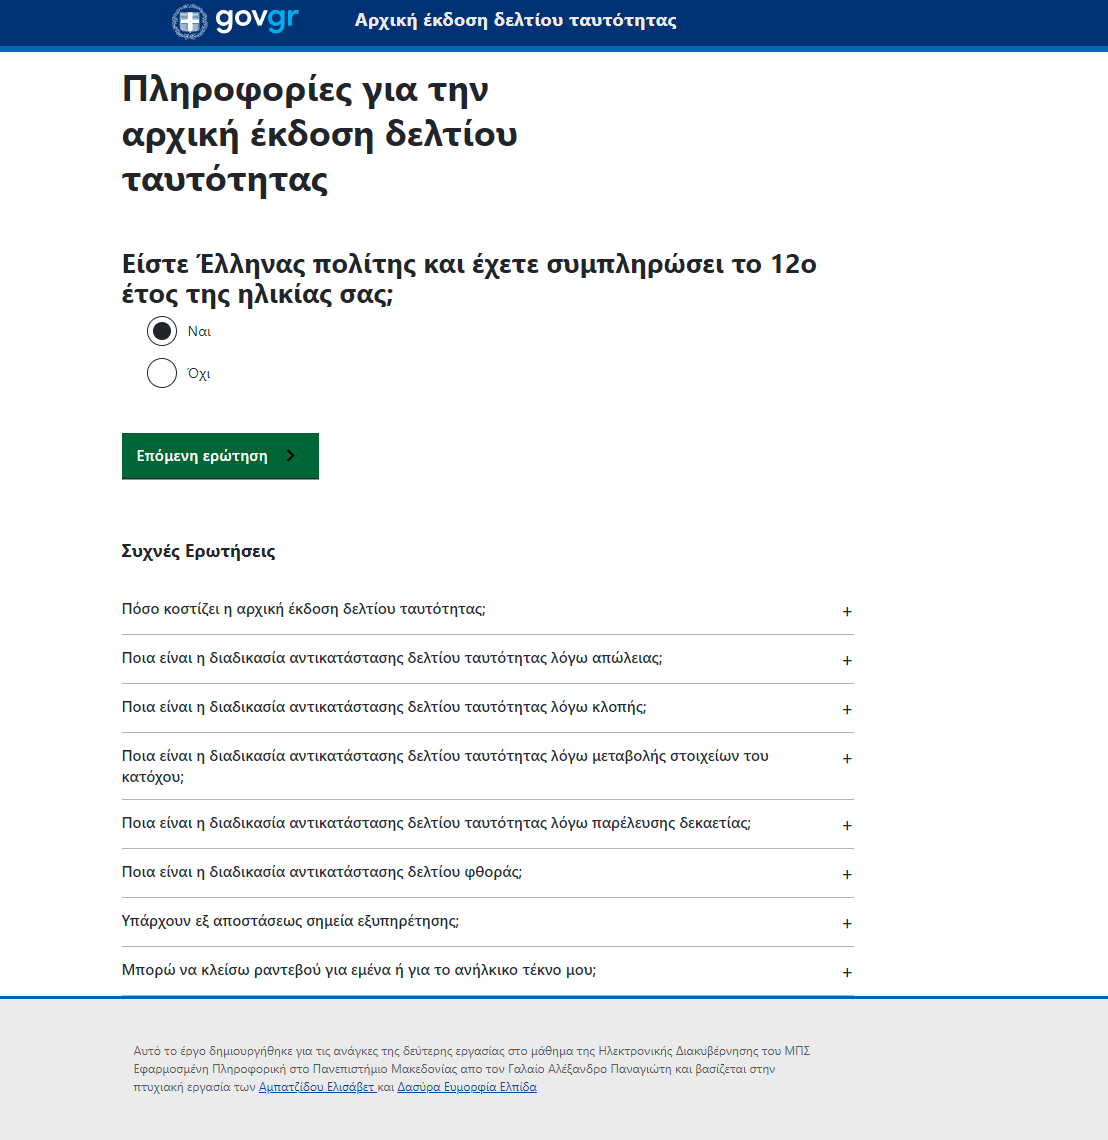 govgr
Αρχική έκδοση δελτίου ταυτότητας
Πληροφορίες για την
αρχική έκδοση δελτίου
ταυτότητας
Είστε Έλληνας πολίτης και έχετε συμπληρώσει το 12ο
έτος της ηλικίας σας;
Ναι
Όχι
Επόμενη ερώτηση
Συχνές Ερωτήσεις
Πόσο κοστίζει η αρχική έκδοση δελτίου ταυτότητας; +
Ποια είναι η διαδικασία αντικατάστασης δελτίου ταυτότητας λόγω απώλειας; +
Ποια είναι η διαδικασία αντικατάστασης δελτίου ταυτότητας λόγω κλοπής; +
Ποια είναι η διαδικασία αντικατάστασης δελτίου ταυτότητας λόγω μεταβολής στοιχείων του +
κατόχου;
Ποια είναι η διαδικασία αντικατάστασης δελτίου ταυτότητας λόγω παρέλευσης δεκαετίας; +
Ποια είναι η διαδικασία αντικατάστασης δελτίου φθοράς; +
Υπάρχουν εξ αποστάσεως σημεία εξυπηρέτησης; +
Μπορώ να κλείσω ραντεβού για εμένα ή για το ανήλικο τέκνο μου; +
Αυτό το έργο δημιουργήθηκε για τις ανάγκες της δεύτερης εργασίας στο μάθημα της Ηλεκτρονικής Διακυβέρνησης του ΜΠΣ
Εφαρμοσμένη Πληροφορική στο Πανεπιστήμιο Μακεδονίας απο τον Γαλαίο Αλέξανδρο Παναγιώτη και βασίζεται στην
πτυχιακή εργασία των Αμπατζίδου Ελισάβετ και Δασύρα Ευμορφία Ελπίδα